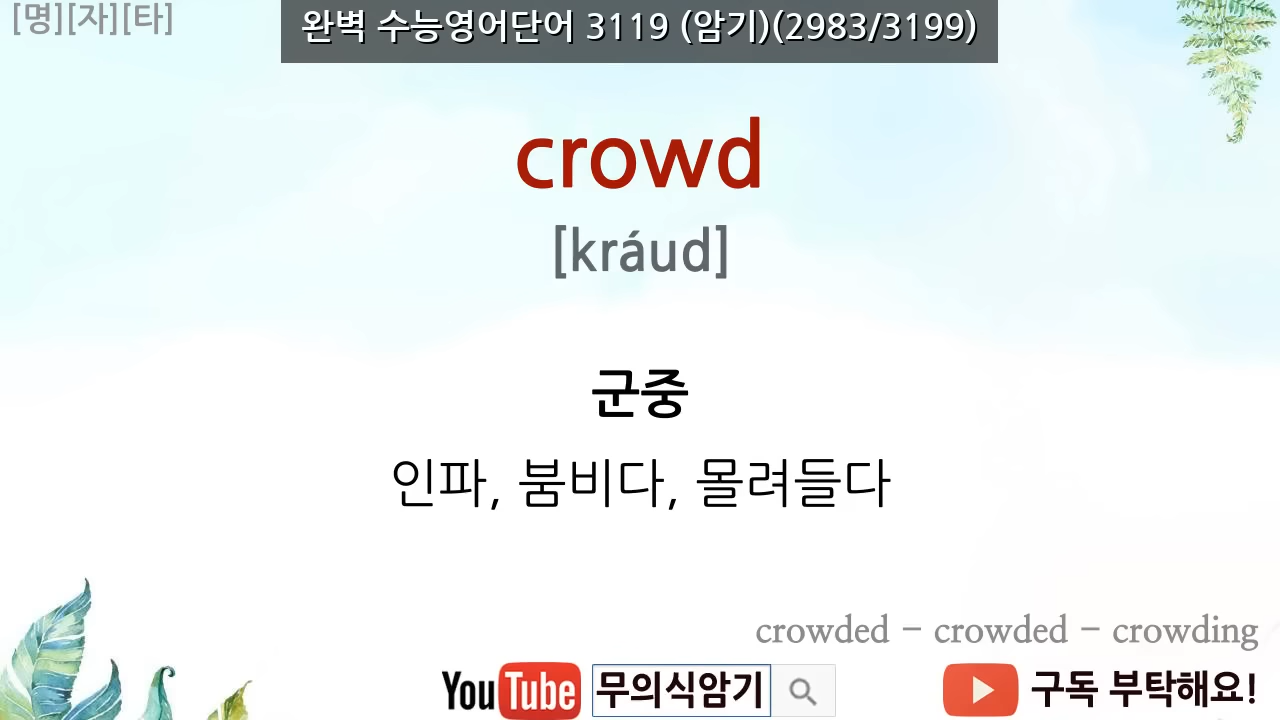 [명][자][타]
완벽 수능영어단어 3119 (암기)(2983/3199)
crowd
[kráud]
군중
인파, 붐비다, 몰려들다
crowded - crowded - crowding
YouTube 무의식암기 구독 부탁해요!